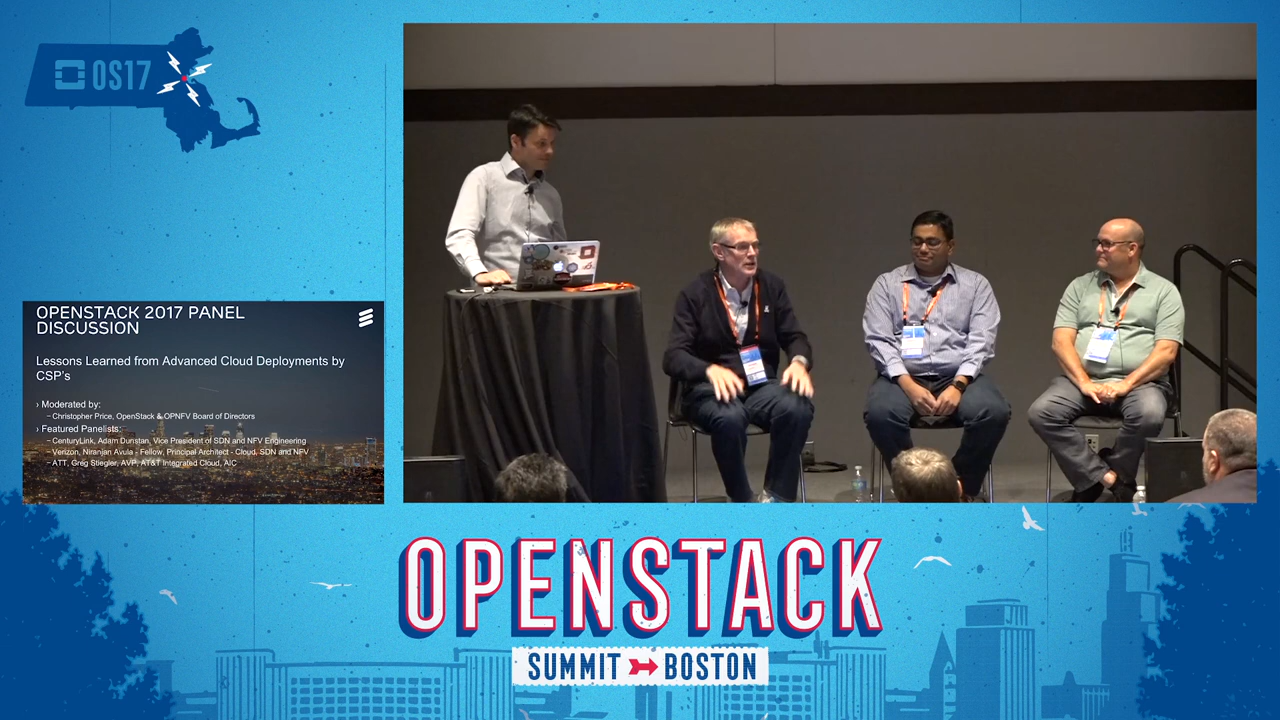 OS17
OPENSTACK 2017 PANEL
DISCUSSION
Lessons Learned from Advanced Cloud Deployments by
CSP's
› Moderated by:
– Christopher Price, OpenStack & OPNFV Board of Directors
› Featured Panelists:
– CenturyLink, Adam Dunstan, Vice President of SDN and NFV Engineering
– Verizon, Niranjan Avula - Fellow, Principal Architect - Cloud, SDN and NFV
– ATT, Greg Stiegler, AVP, AT&T Integrated Cloud, AIC
OPENSTACK
SUMMIT BOSTON